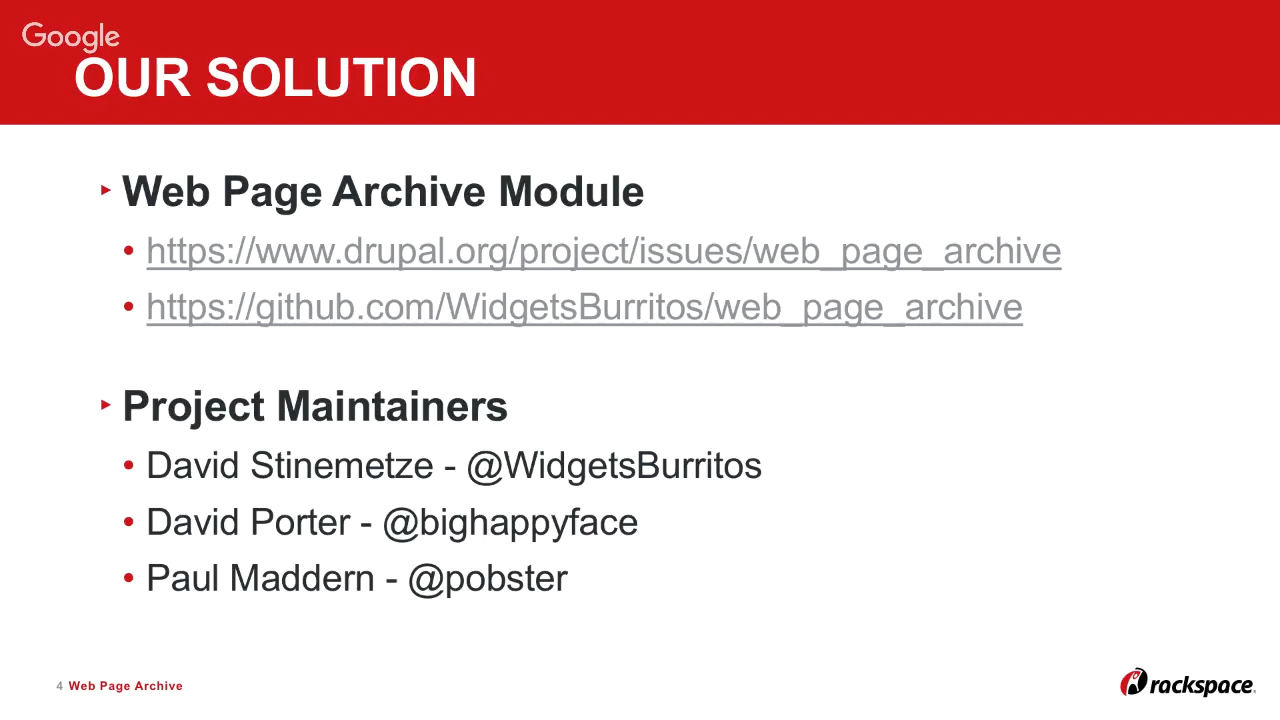 Google
OUR SOLUTION
Web Page Archive Module
https://www.drupal.org/project/issues/web_page_archive
https://github.com/WidgetsBurritos/web_page_archive
Project Maintainers
David Stinemetze - @WidgetsBurritos
David Porter - @bighappyface
Paul Maddern - @pobster
4 Web Page Archive
rackspace.